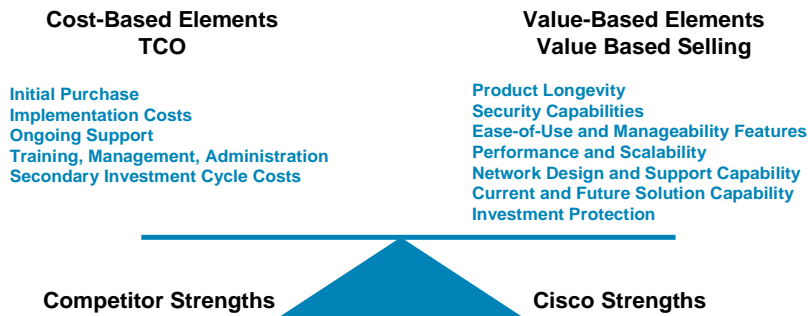 Cost-Based Elements
TCO
Initial Purchase
Implementation Costs
Ongoing Support
Training, Management, Administration
Secondary Investment Cycle Costs
Value-Based Elements
Value Based Selling
Product Longevity
Security Capabilities
Ease-of-Use and Manageability Features
Performance and Scalability
Network Design and Support Capability
Current and Future Solution Capability
Investment Protection
Competitor Strengths
Cisco Strengths